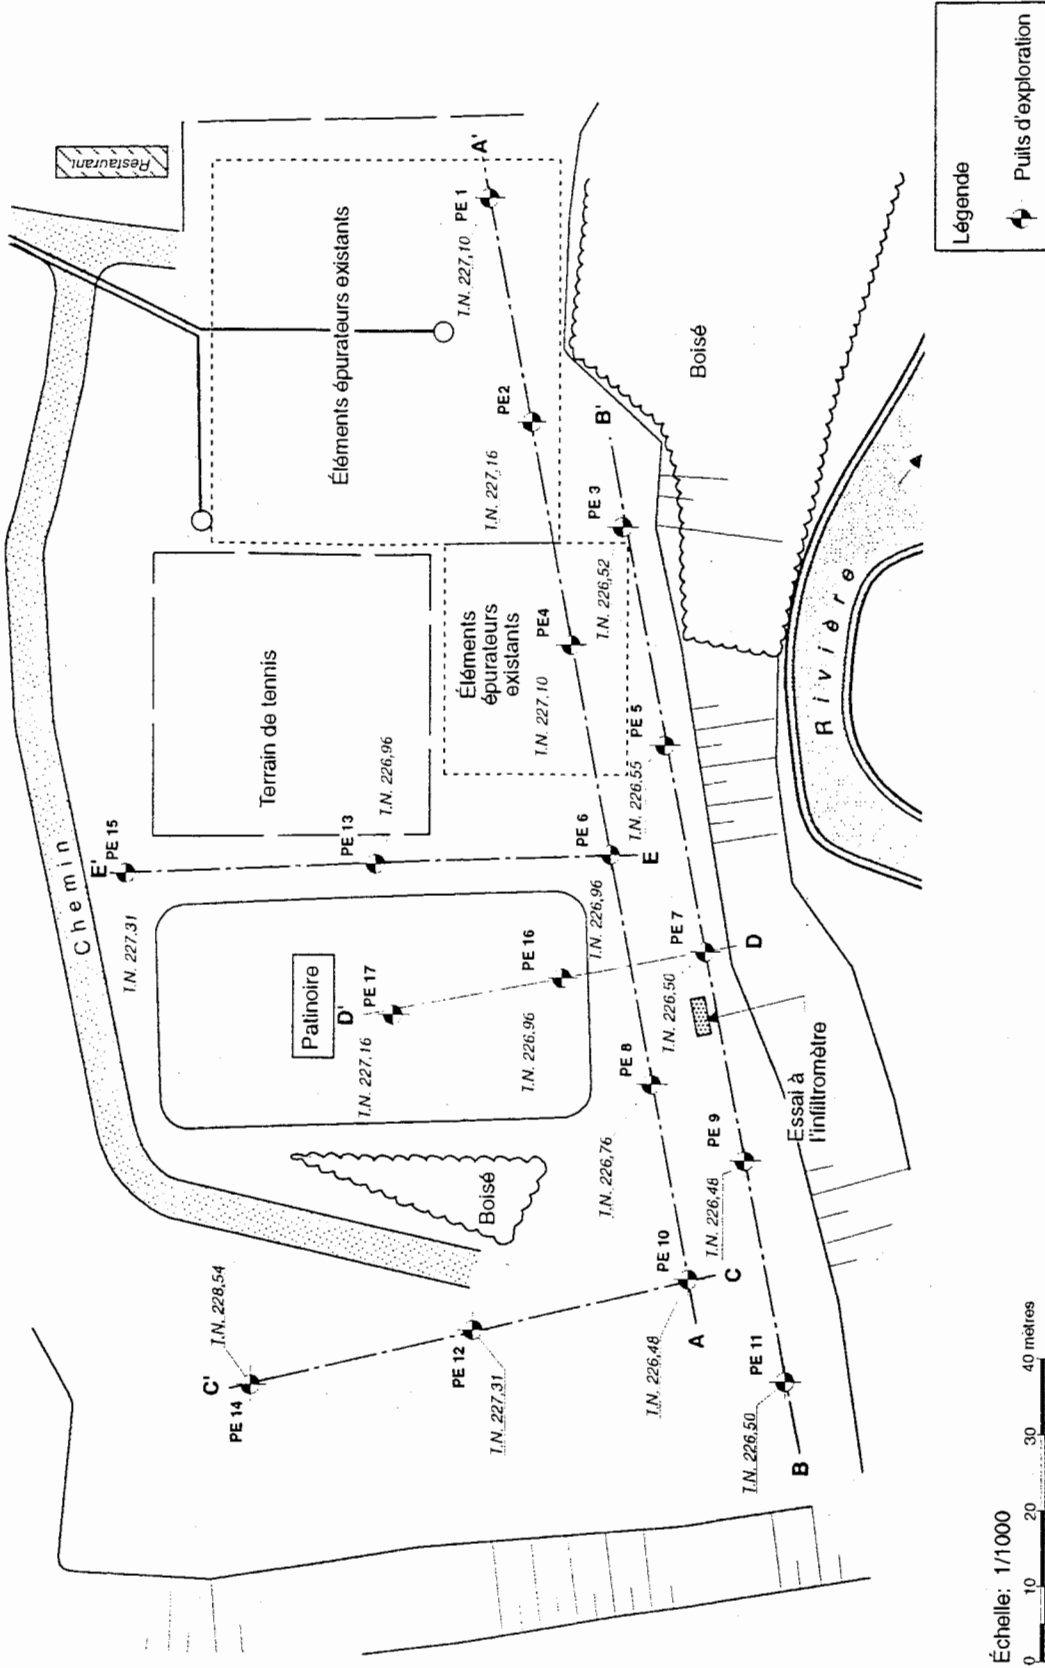 Restaurant
Chemin
Éléments épurateurs existants
A'
PE 1
T.N. 227,10
PE2
T.N. 227,16
B'
PE 3
T.N. 226,52
Boisé
Terrain de tennis
Eléments
épurateurs
existants
PE4
T.N. 227,10
PE 5
T.N. 226,55
Rivière
E'
PE 15
T.N. 227,31
PE 13
T.N. 226,96
PE 6
E
T.N. 226,96
Patinoire
D'
PE 17
T.N. 227,16
PE 16
T.N. 226,96
PE 7
D
T.N. 226,50
PE 8
T.N. 226,76
Essai à
l'infiltromètre
PE 9
T.N. 226,48
Boisé
PE 10
C
A
T.N. 226,48
C'
PE 14
T.N. 228,54
PE 12
T.N. 227,31
PE 11
T.N. 226,50
B
Échelle: 1/1000
0 10 20 30 40 mètres
Légende
Puits d'exploration